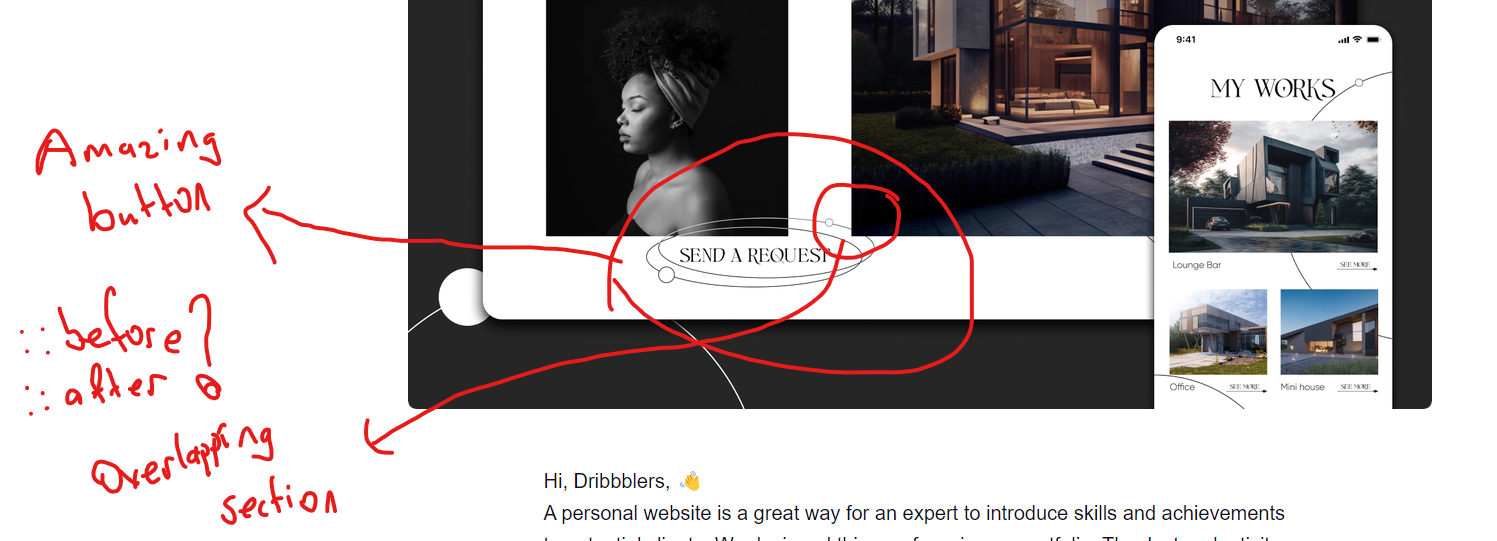 9:41
MY WORKS
Amazing
button
SEND A REQUEST
Lounge Bar
SEE MORE
::before ?
::after
Office
SEE MORE
Mini house
SEE MORE
Overlapping
section
Hi, Dribbblers, 👋
A personal website is a great way for an expert to introduce skills and achievements